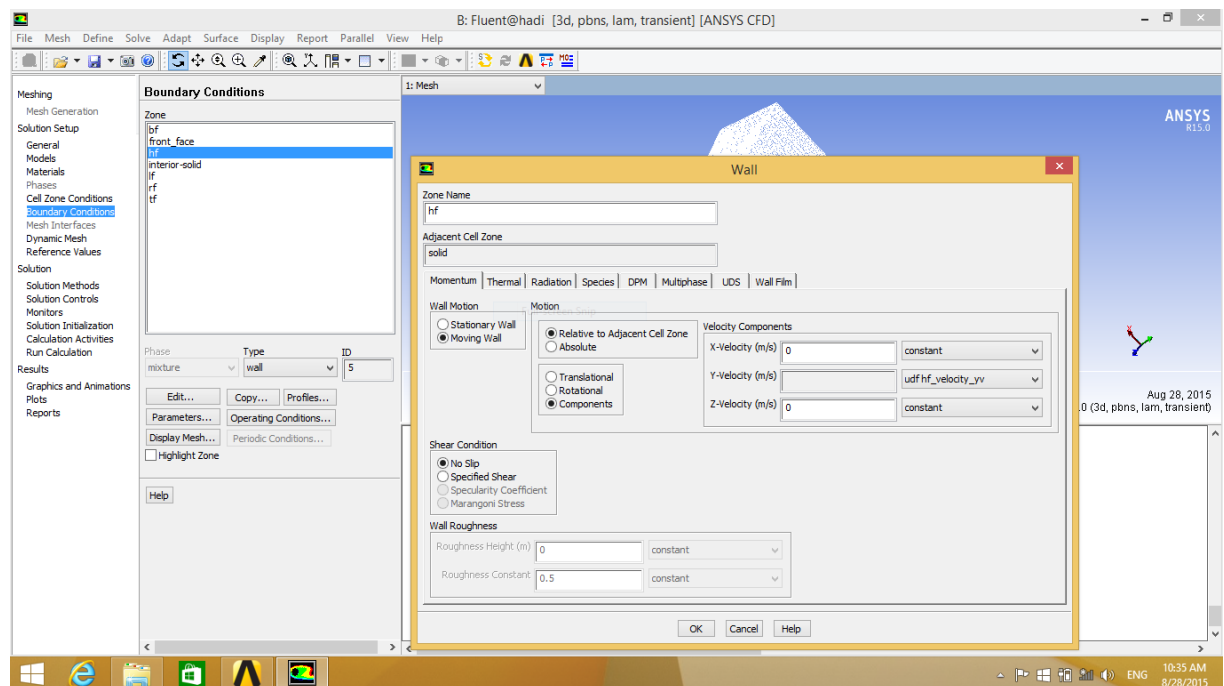 B: Fluent@hadi [3d, pbns, lam, transient] [ANSYS CFD]
File Mesh Define Solve Adapt Surface Display Report Parallel View Help
Meshing
Mesh Generation
Solution Setup
General
Models
Materials
Phases
Cell Zone Conditions
Boundary Conditions
Mesh Interfaces
Dynamic Mesh
Reference Values
Solution
Solution Methods
Solution Controls
Monitors
Solution Initialization
Calculation Activities
Run Calculation
Results
Graphics and Animations
Plots
Reports
Boundary Conditions
Zone
bf
front_face
hf
interior-solid
lf
rf
tf
Phase Type ID
mixture wall 5
Edit... Copy... Profiles...
Parameters... Operating Conditions...
Display Mesh... Periodic Conditions...
Highlight Zone
Help
1: Mesh
ANSYS
R15.0
Wall
Zone Name
hf
Adjacent Cell Zone
solid
Momentum Thermal Radiation Species DPM Multiphase UDS Wall Film
Wall Motion
Stationary Wall
Moving Wall
Motion
Relative to Adjacent Cell Zone
Absolute
Translational
Rotational
Components
Velocity Components
X-Velocity (m/s) 0 constant
Y-Velocity (m/s) udf hf_velocity_yv
Z-Velocity (m/s) 0 constant
Shear Condition
No Slip
Specified Shear
Specularity Coefficient
Marangoni Stress
Wall Roughness
Roughness Height (m) 0 constant
Roughness Constant 0.5 constant
OK Cancel Help
Aug 28, 2015
.0 (3d, pbns, lam, transient)
ENG
10:35 AM
8/28/2015